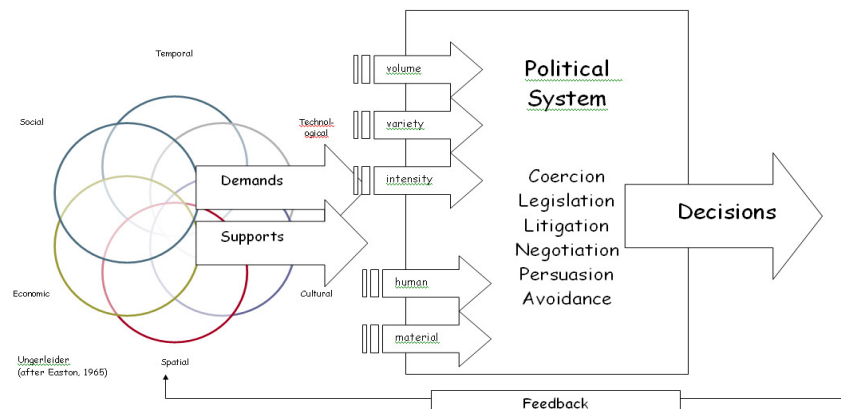 Temporal
Social
Technol-
ogical
Demands
Supports
Economic
Cultural
Spatial
Ungerleider
(after Easton, 1965)
volume
variety
intensity
human
material
Political
System
Coercion
Legislation
Litigation
Negotiation
Persuasion
Avoidance
Decisions
Feedback